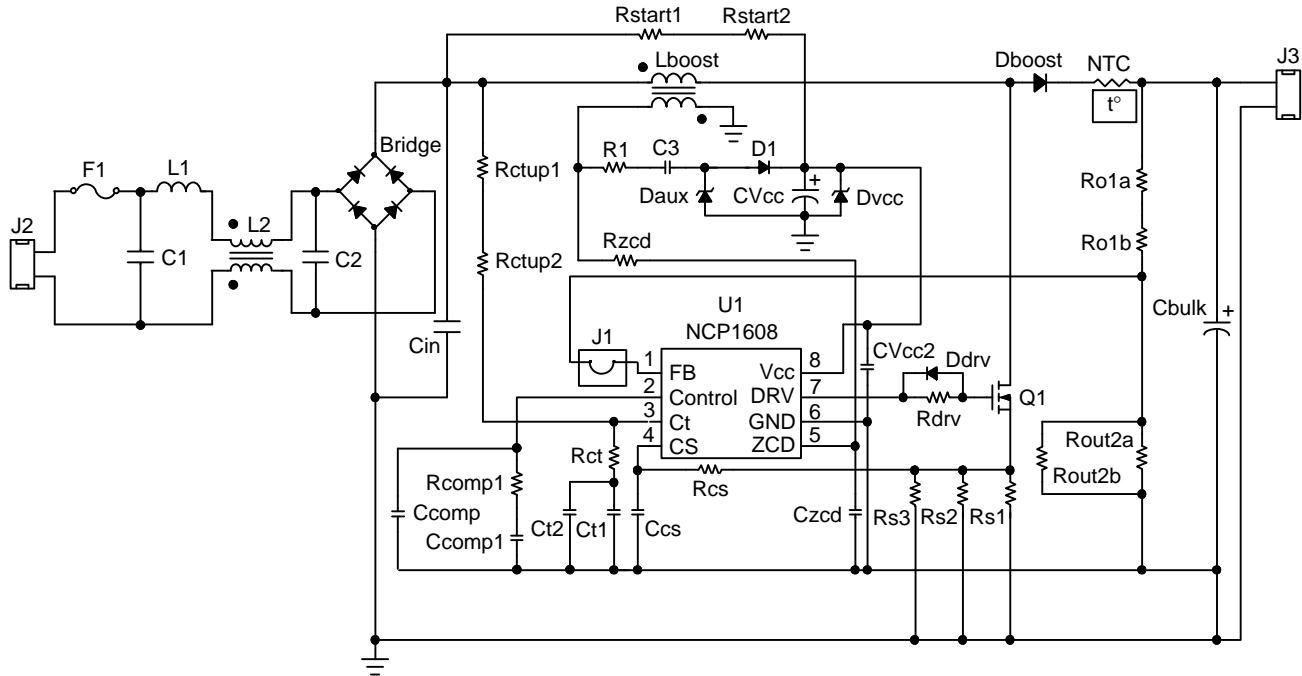 Rstart1 Rstart2
Lboost Dboost NTC J3
t°
Bridge
R1 C3 D1
F1 L1 Rctup1
Daux CVcc + Dvcc Ro1a
J2 L2
C1 C2 Rctup2 Rzcd Ro1b
U1
NCP1608
Cbulk +
Cin J1 CVcc2 Ddrv
1 FB Vcc 8
2 Control DRV 7 Rdrv Q1
3 Ct GND 6
4 CS ZCD 5
Rct Rcs Rout2a
Rout2b
Rcomp1
Ccomp
Ccomp1
Ct2 Ct1 Ccs Czcd Rs3 Rs2 Rs1